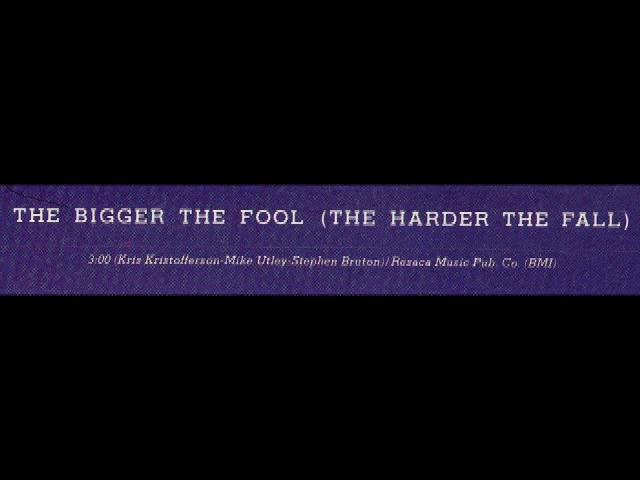 THE BIGGER THE FOOL (THE HARDER THE FALL)
3:00 (Kris Kristofferson-Mike Utley-Stephen Bruton)/Resaca Music Pub. Co. (BMI)